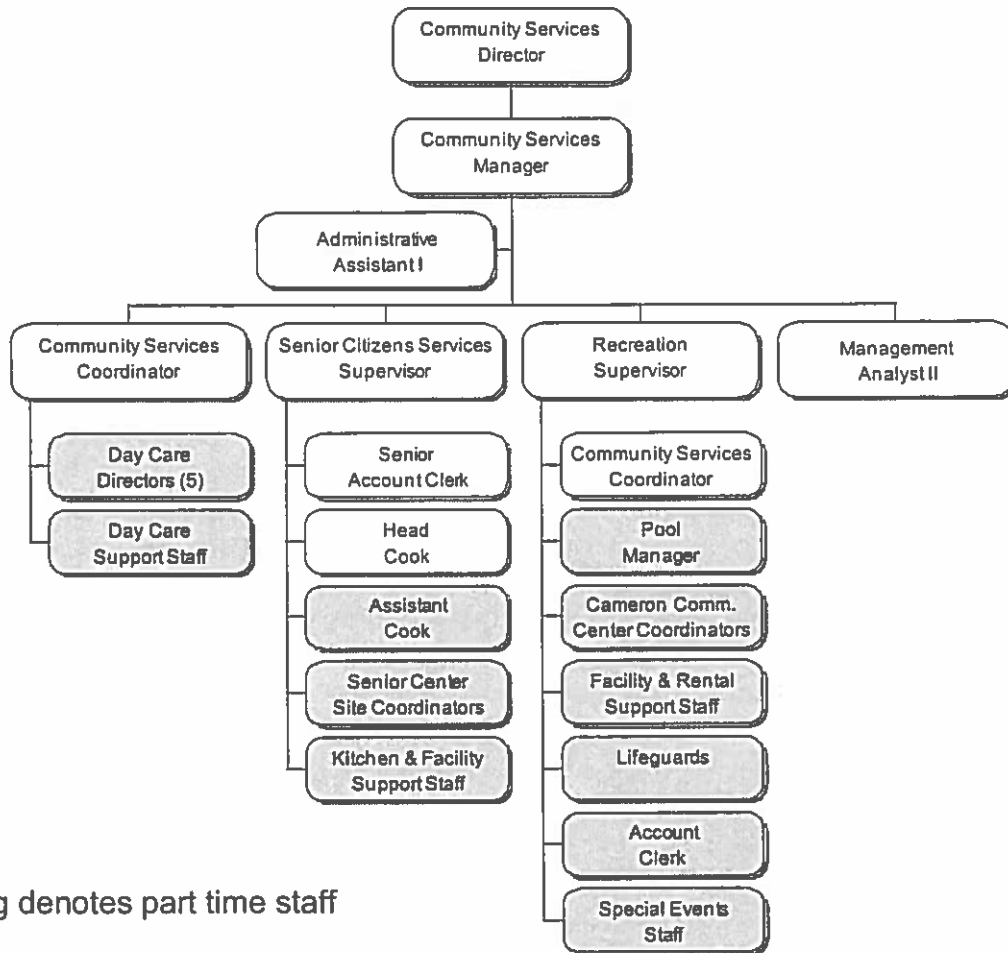 Community Services
Director
Community Services
Manager
Administrative
Assistant I
Community Services
Coordinator
Senior Citizens Services
Supervisor
Recreation
Supervisor
Management
Analyst II
Day Care
Directors (5)
Day Care
Support Staff
Senior
Account Clerk
Head
Cook
Assistant
Cook
Senior Center
Site Coordinators
Kitchen & Facility
Support Staff
Community Services
Coordinator
Pool
Manager
Cameron Comm.
Center Coordinators
Facility & Rental
Support Staff
Lifeguards
Account
Clerk
Special Events
Staff
g denotes part time staff